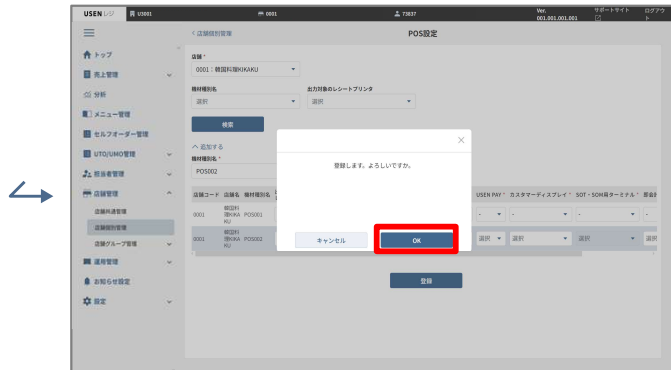 USEN レジ U3001 0001 73837 Ver. 001.001.001.001 サポートサイト ログアウト
トップ
売上管理
分析
メニュー管理
セルフオーダー管理
UTO/UMO管理
担当者管理
店舗管理
店舗共通管理
店舗個別管理
店舗グループ管理
運用管理
お知らせ設定
設定
< 店舗個別管理
POS設定
店舗 *
0001：韓国料理KIKAKU
機材種別名 出力対象のレシートプリンタ
選択 選択
検索
追加する
機材種別名 *
POS002
店舗コード 店舗名 機材種別名 USEN PAY * カスタマーディスプレイ * SOT・SOM用ターミナル *
0001 韓国料理KIKAKU POS001 - - - -
0001 韓国料理KIKAKU POS002 選択 選択 選択 選択
登録します。よろしいですか。
キャンセル OK
登録